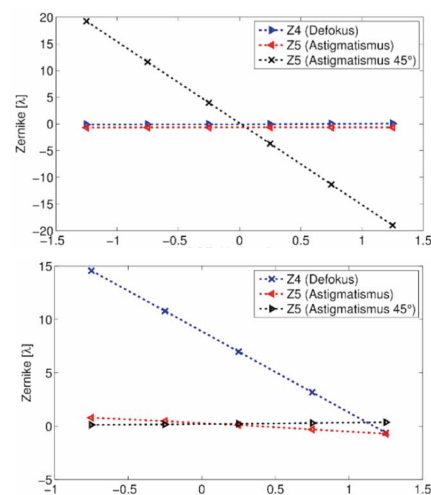 20
15
10
5
0
-5
-10
-15
-20
Zernike [λ]
Z4 (Defokus)
Z5 (Astigmatismus)
Z5 (Astigmatismus 45°)
-1.5 -1 -0.5 0 0.5 1 1.5
15
10
5
0
-5
Zernike [λ]
Z4 (Defokus)
Z5 (Astigmatismus)
Z5 (Astigmatismus 45°)
-1 -0.5 0 0.5 1 1.5